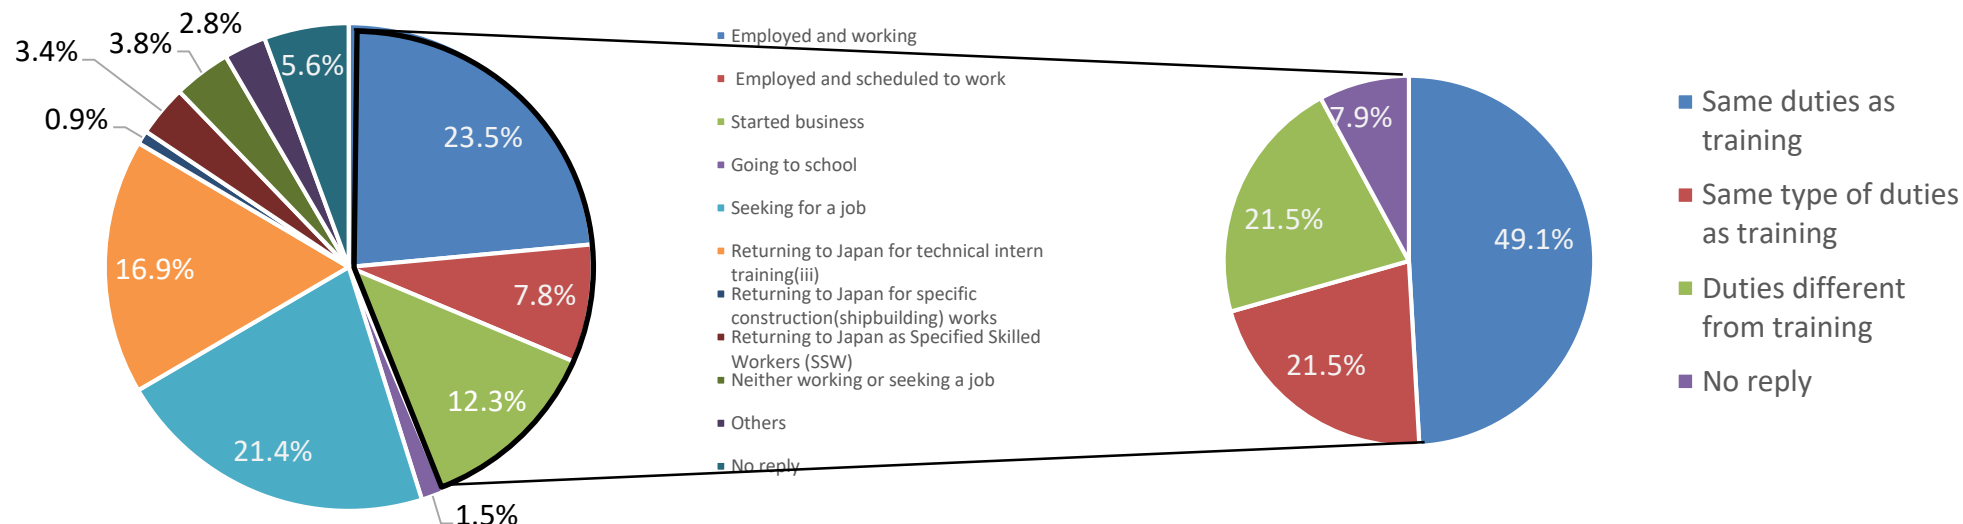 2.8%
3.8%
3.4%
5.6%
0.9%
23.5%
16.9%
7.8%
12.3%
21.4%
1.5%
Employed and working
Employed and scheduled to work
Started business
Going to school
Seeking for a job
Returning to Japan for technical intern
training(iii)
Returning to Japan for specific
construction(shipbuilding) works
Returning to Japan as Specified Skilled
Workers (SSW)
Neither working or seeking a job
Others
No reply
7.9%
21.5%
49.1%
21.5%
Same duties as
training
Same type of duties
as training
Duties different
from training
No reply